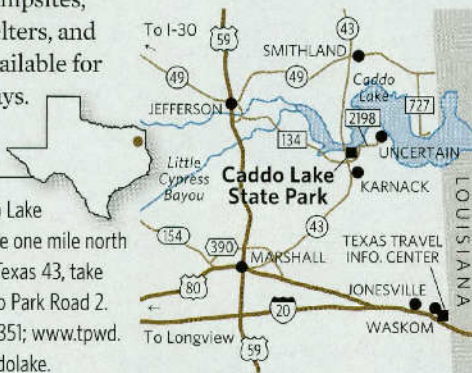 mpsites,
elters, and
ailable for
ys.
Lake
e one mile north
Texas 43, take
o Park Road 2.
351; www.tpwd.
dolake.
To I-30
59
43
SMITHLAND
49
49
Caddo
Lake
727
JEFFERSON
2198
134
UNCERTAIN
Little
Cypress
Bayou
Caddo Lake
State Park
KARNACK
LOUISIANA
43
154
390
MARSHALL
TEXAS TRAVEL
INFO. CENTER
80
JONESVILLE
20
WASKOM
To Longview
59